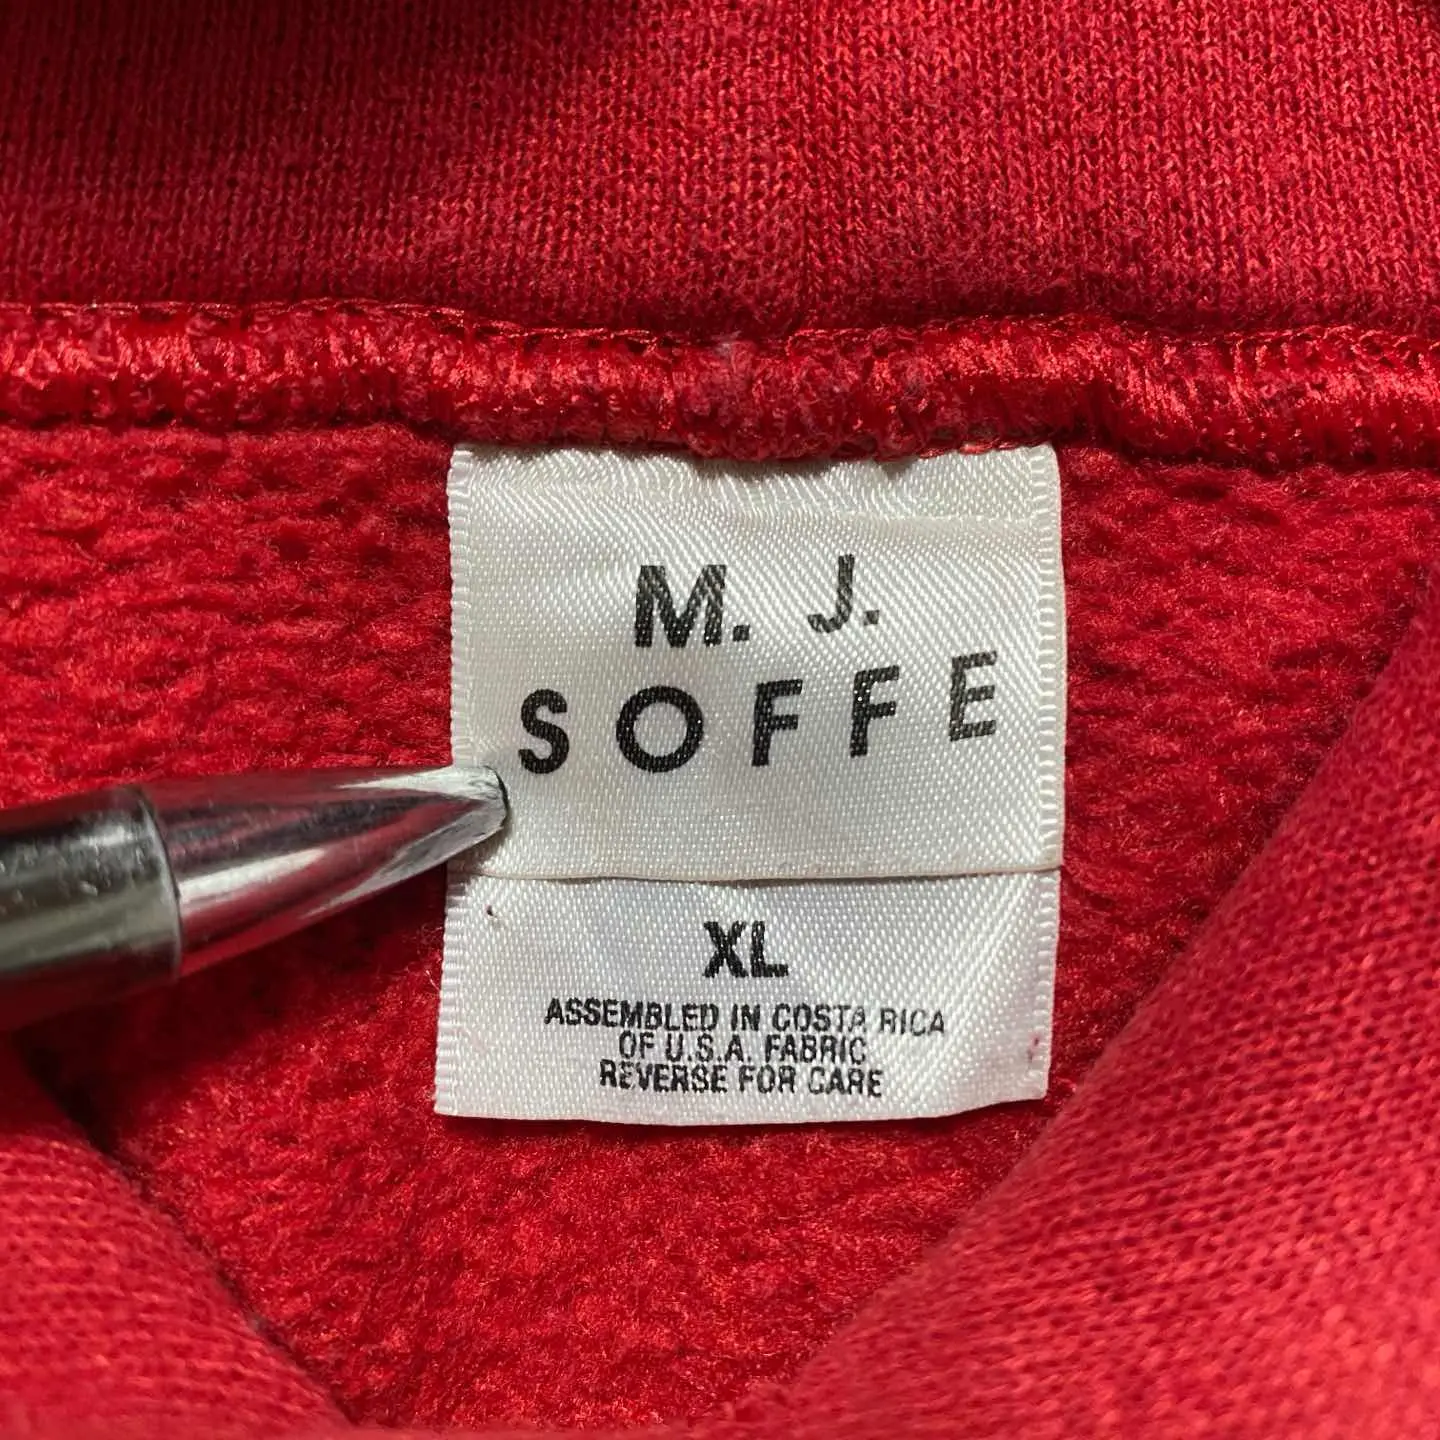 M. J.
SOFFE
XL
ASSEMBLED IN COSTA RICA
OF U.S.A. FABRIC
REVERSE FOR CARE